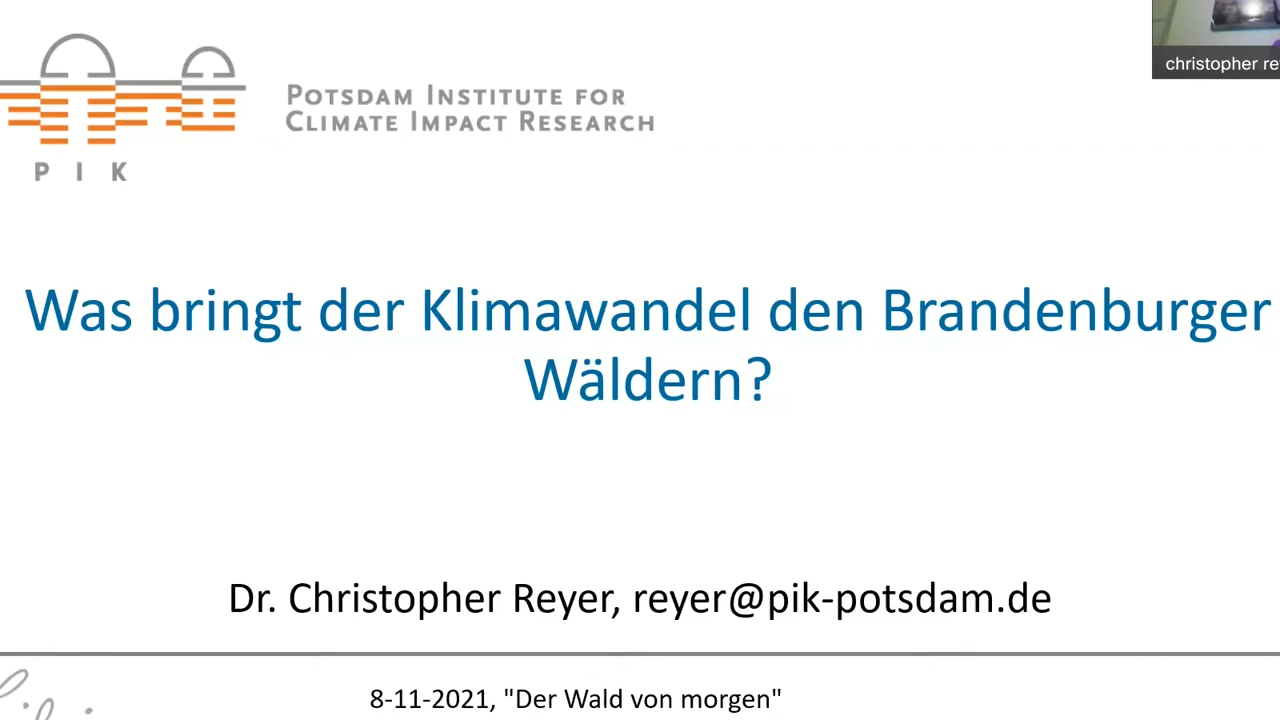 christopher re
POTSDAM INSTITUTE FOR
CLIMATE IMPACT RESEARCH
P I K
Was bringt der Klimawandel den Brandenburger
Wäldern?
Dr. Christopher Reyer, reyer@pik-potsdam.de
8-11-2021, "Der Wald von morgen"